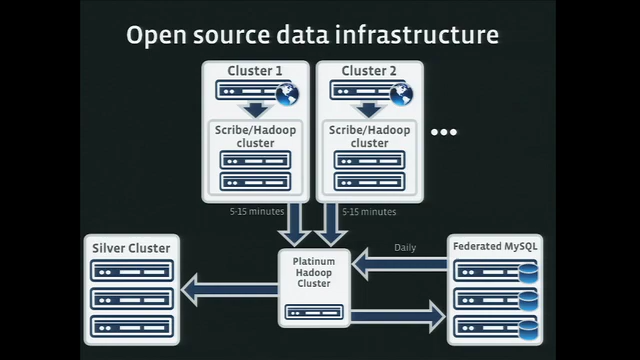 Open source data infrastructure
Cluster 1
Cluster 2
Scribe/Hadoop
cluster
Scribe/Hadoop
cluster
5-15 minutes
5-15 minutes
Silver Cluster
Platinum
Hadoop
Cluster
Daily
Federated MySQL